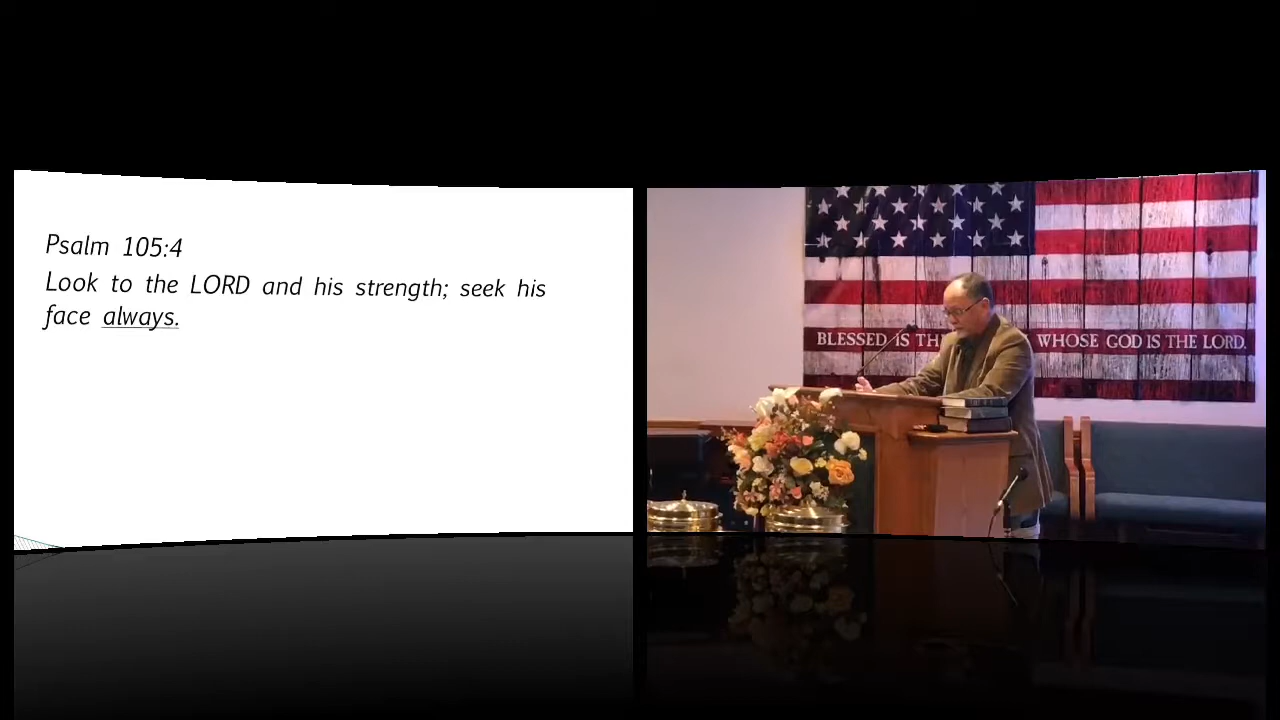 Psalm 105:4
Look to the LORD and his strength; seek his
face always.
BLESSED IS TH WHOSE GOD IS THE LORD.